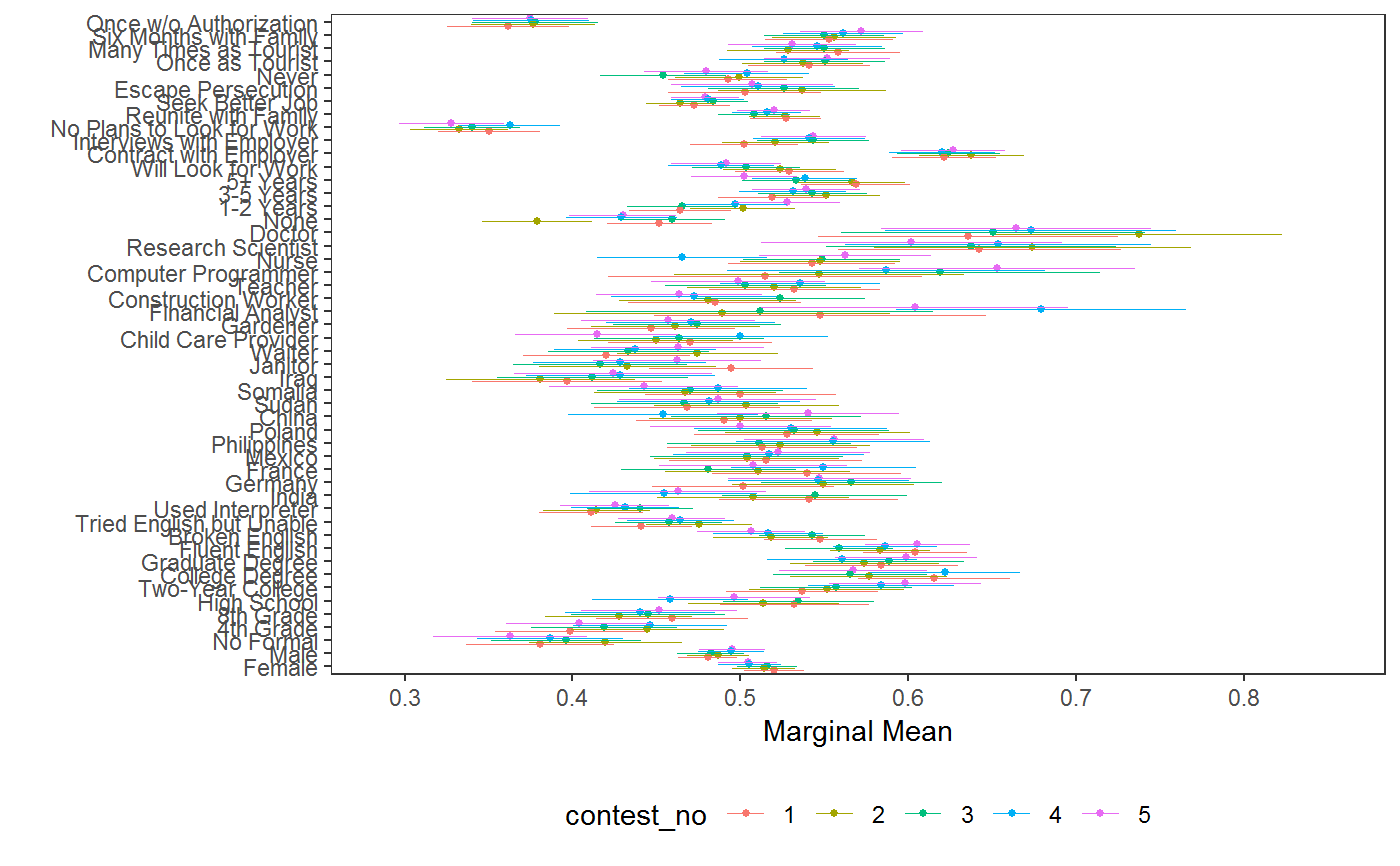 Once w/o Authorization
Six Months with Family
Many Times as Tourist
Once as Tourist
Never
Escape Persecution
Seek Better Job
Reunite with Family
No Plans to Look for Work
Interviews with Employer
Contract with Employer
Will Look for Work
5+ Years
3-5 Years
1-2 Years
None
Doctor
Research Scientist
Nurse
Computer Programmer
Teacher
Construction Worker
Financial Analyst
Gardener
Child Care Provider
Waiter
Janitor
Iraq
Somalia
Sudan
China
Poland
Philippines
Mexico
France
Germany
India
Used Interpreter
Tried English but Unable
Broken English
Fluent English
Graduate Degree
College Degree
Two-Year College
High School
8th Grade
4th Grade
No Formal
Male
Female
0.3 0.4 0.5 0.6 0.7 0.8
Marginal Mean
contest_no 1 2 3 4 5